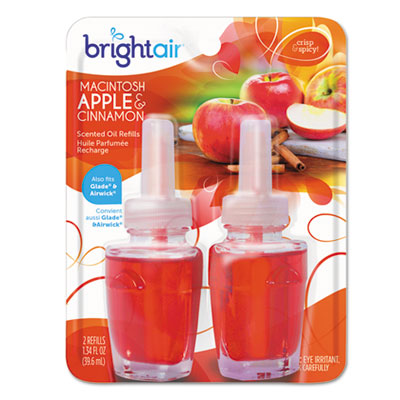 brightair
crisp
& spicy!
MACINTOSH
APPLE &
CINNAMON
Scented Oil Refills
Huile Parfumée
Recharge
Also fits
Glade® &
Airwick®
Convient
aussi Glade®
& Airwick®
2 REFILLS
1.34 FL OZ
(39.6 mL)
EYE IRRITANT,
CAREFULLY